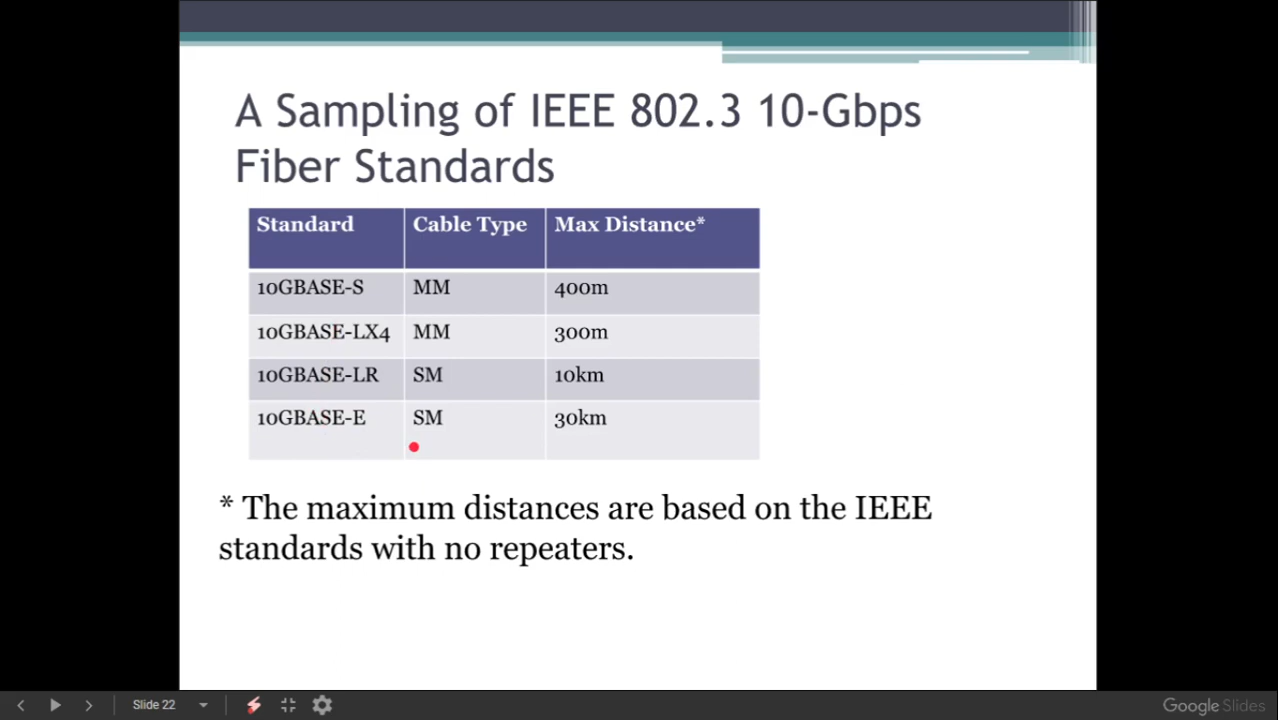 A Sampling of IEEE 802.3 10-Gbps
Fiber Standards
Standard Cable Type Max Distance*
10GBASE-S MM 400m
10GBASE-LX4 MM 300m
10GBASE-LR SM 10km
10GBASE-E SM 30km
* The maximum distances are based on the IEEE
standards with no repeaters.
Slide 22
Google Slides